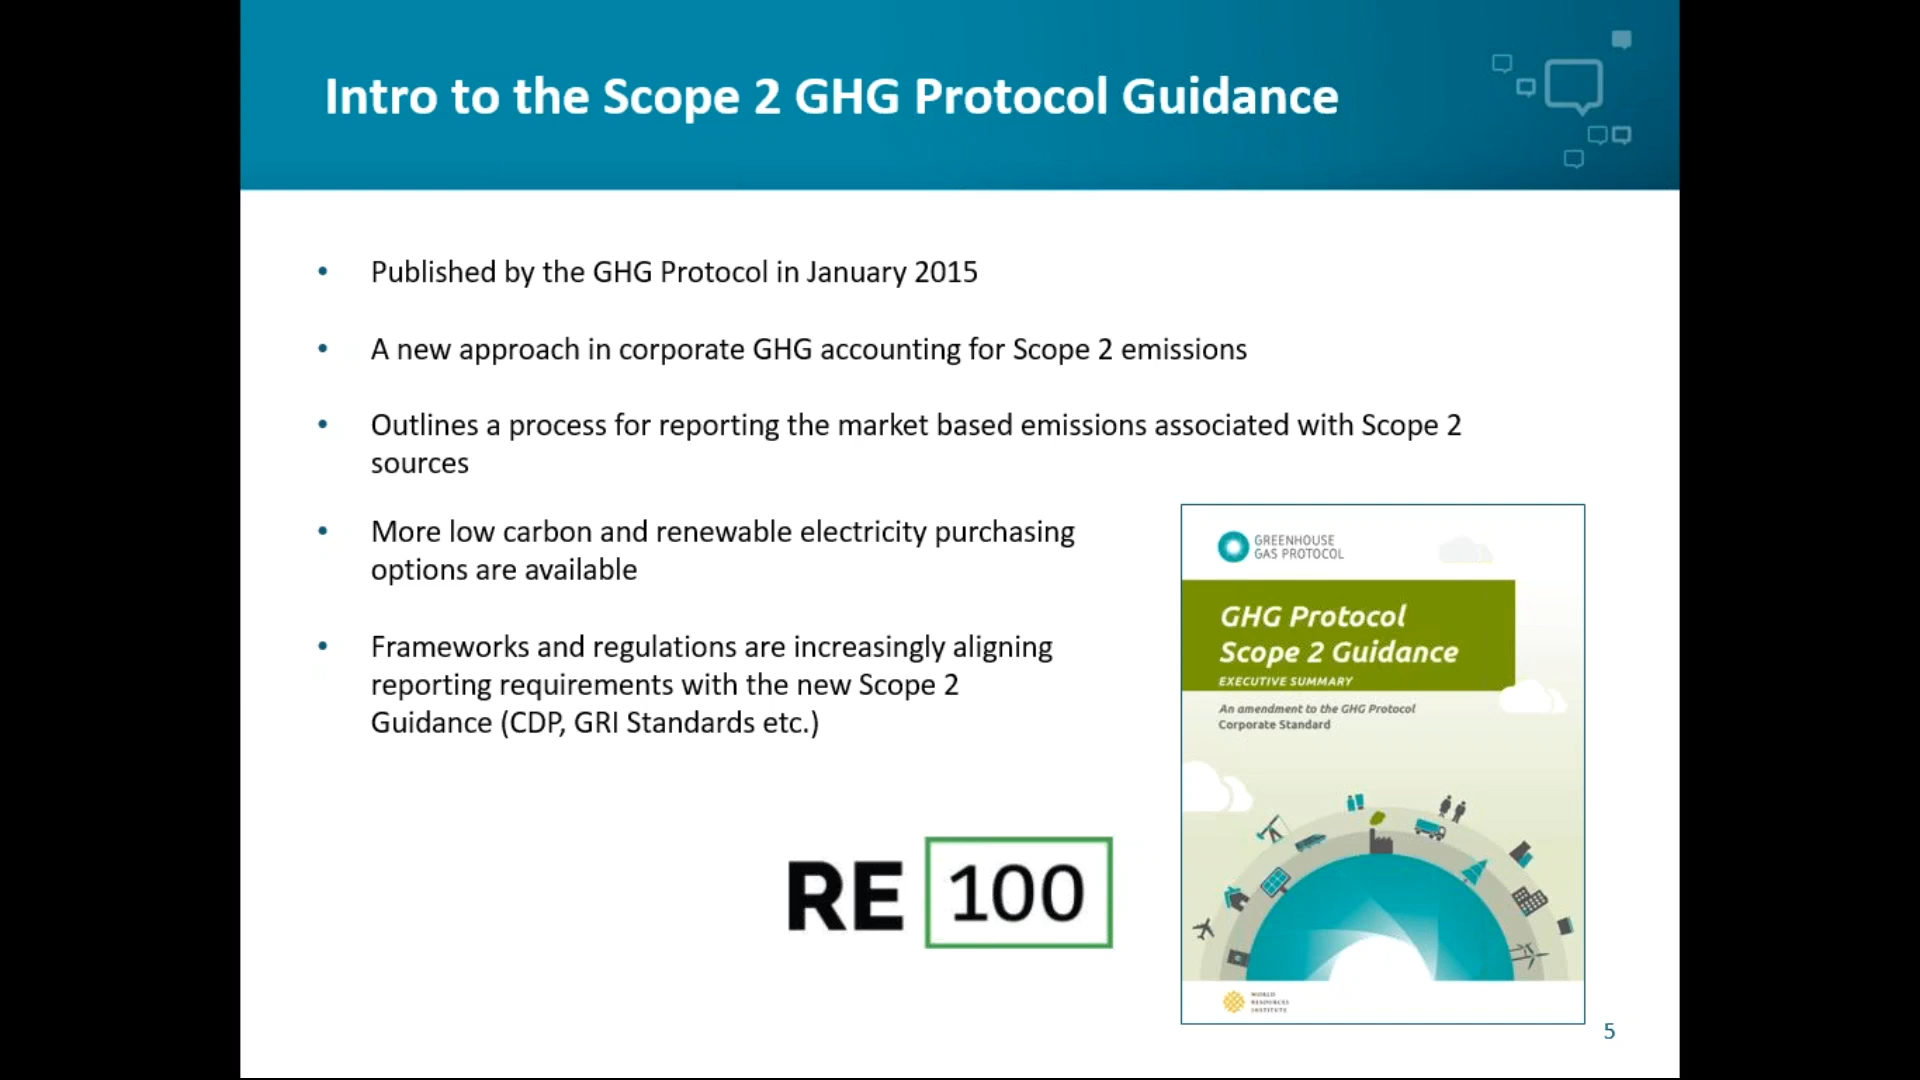 Intro to the Scope 2 GHG Protocol Guidance
• Published by the GHG Protocol in January 2015
• A new approach in corporate GHG accounting for Scope 2 emissions
• Outlines a process for reporting the market based emissions associated with Scope 2
sources
• More low carbon and renewable electricity purchasing
options are available
• Frameworks and regulations are increasingly aligning
reporting requirements with the new Scope 2
Guidance (CDP, GRI Standards etc.)
RE 100
GREENHOUSE
GAS PROTOCOL
GHG Protocol
Scope 2 Guidance
EXECUTIVE SUMMARY
An amendment to the GHG Protocol
Corporate Standard
WORLD
RESOURCES
INSTITUTE
5